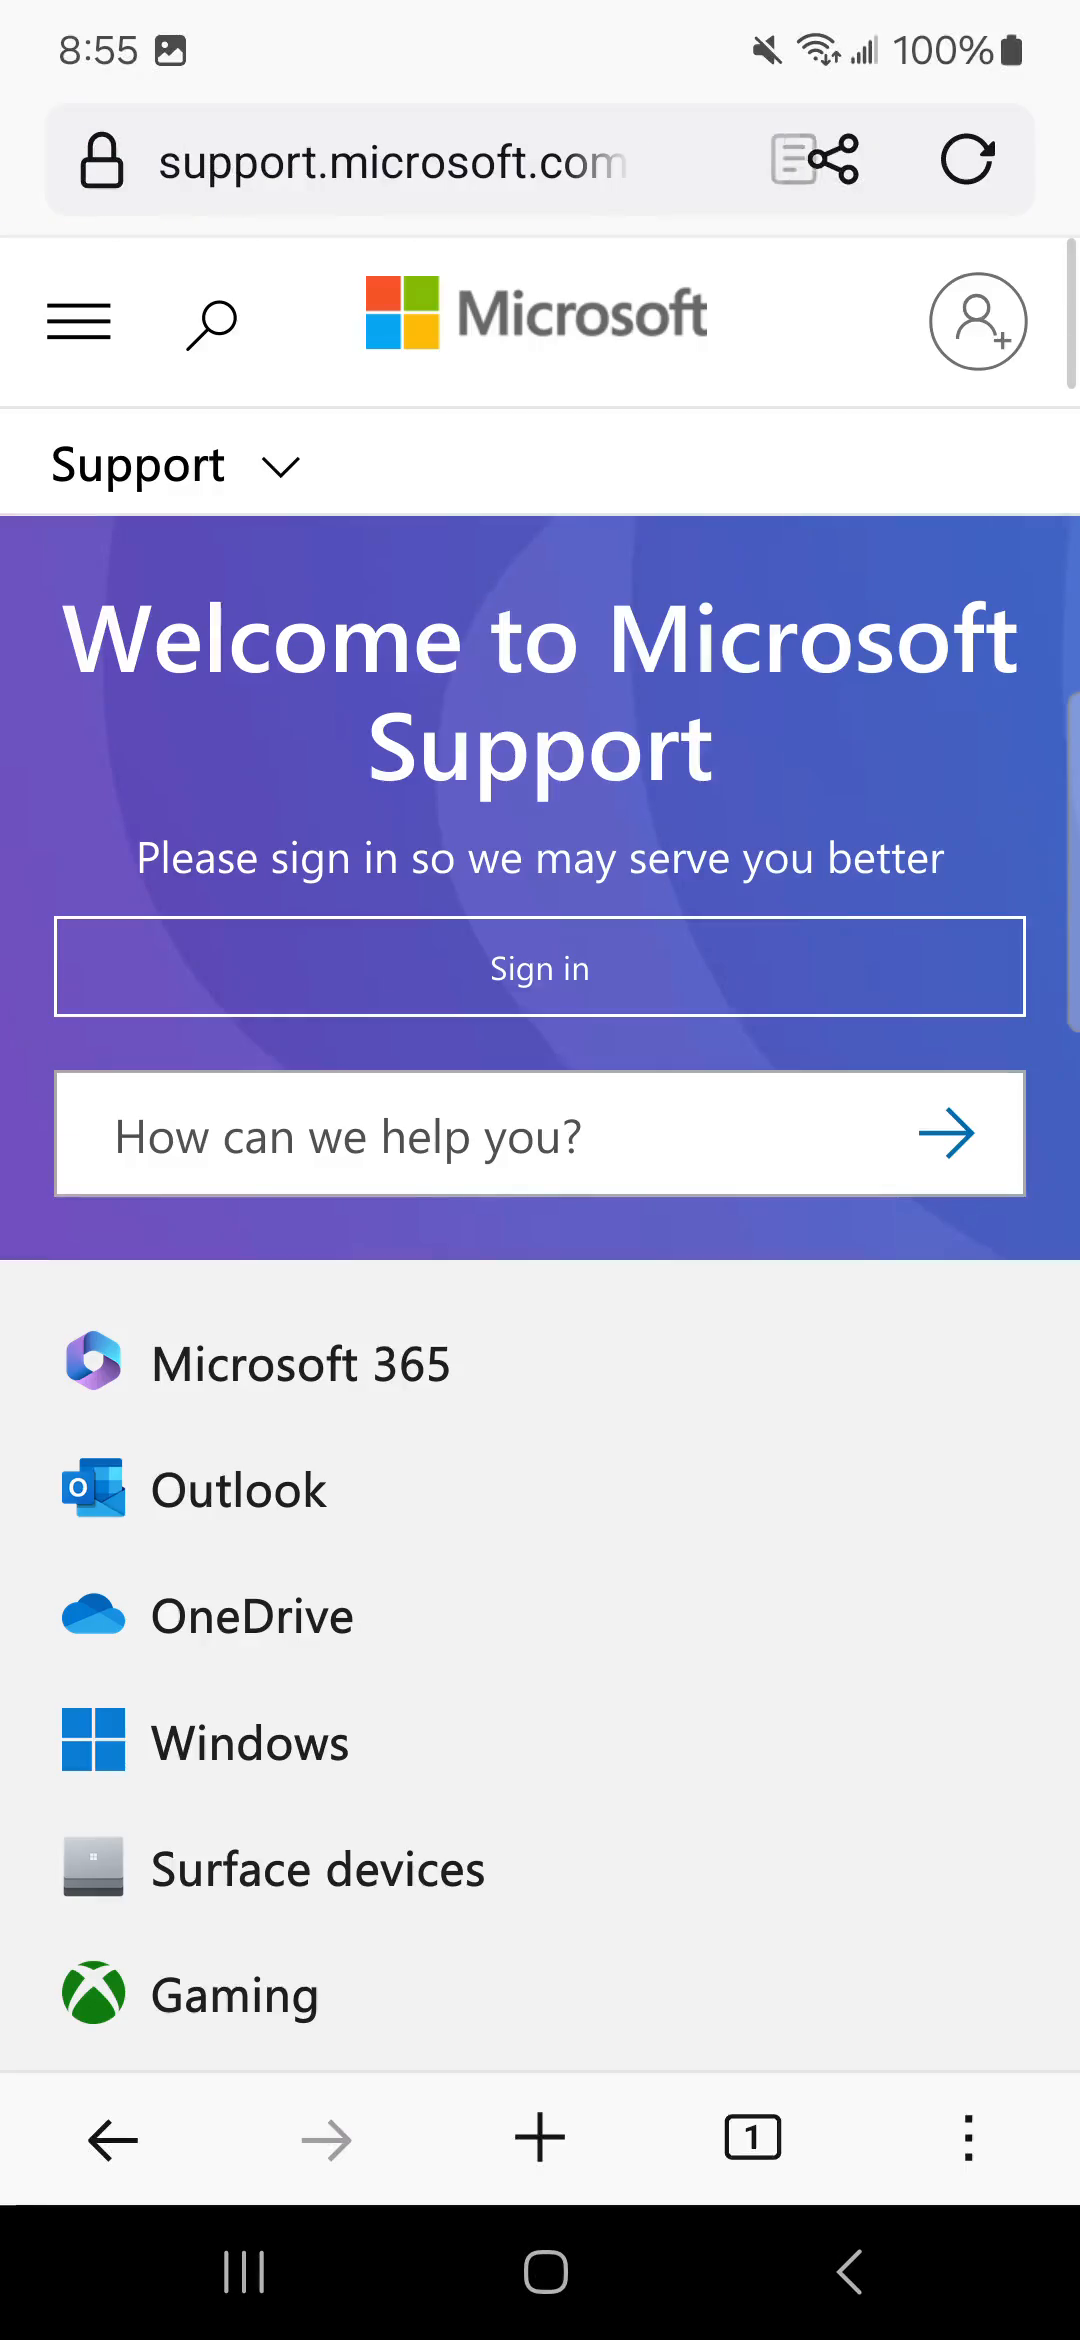 8:55
100%
support.microsoft.com
Microsoft
Support
Welcome to Microsoft
Support
Please sign in so we may serve you better
Sign in
How can we help you?
Microsoft 365
Outlook
OneDrive
Windows
Surface devices
Gaming
1